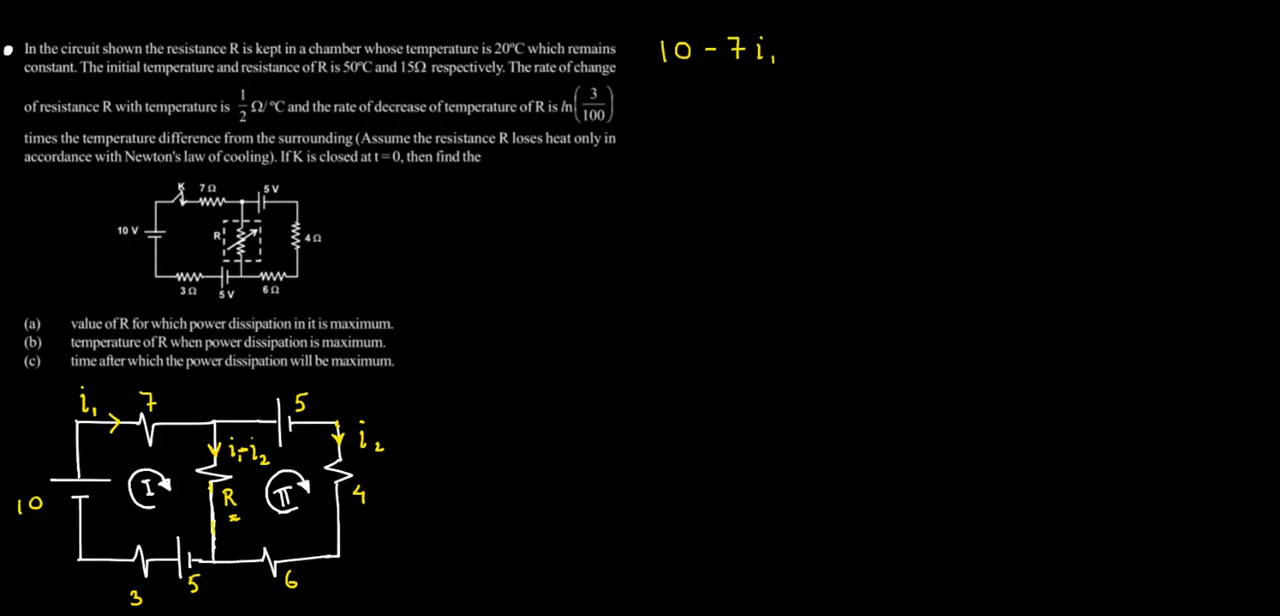 In the circuit shown the resistance R is kept in a chamber whose temperature is 20ºC which remains
constant. The initial temperature and resistance of R is 50ºC and 15Ω respectively. The rate of change
of resistance R with temperature is 1/2 Ω/ºC and the rate of decrease of temperature of R is ln(3/100)
times the temperature difference from the surrounding (Assume the resistance R loses heat only in
accordance with Newton's law of cooling). If K is closed at t=0, then find the
K 7Ω 5 V
10 V R 4Ω
3Ω 5 V 6Ω
(a) value of R for which power dissipation in it is maximum.
(b) temperature of R when power dissipation is maximum.
(c) time after which the power dissipation will be maximum.
10 - 7i₁
i₁ 7 5
i₁-i₂ i₂
10 I R II 4
3 5 6